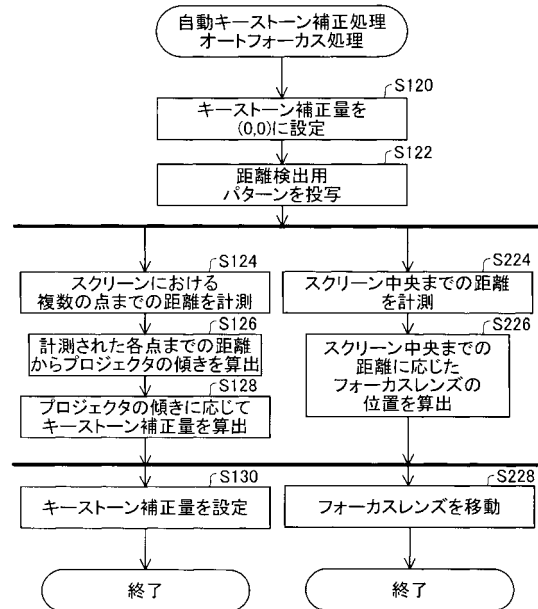 自動キーストーン補正処理
オートフォーカス処理
S120
キーストーン補正量を
(0,0)に設定
S122
距離検出用
パターンを投写
S124
スクリーンにおける
複数の点までの距離を計測
S126
計測された各点までの距離
からプロジェクタの傾きを算出
S128
プロジェクタの傾きに応じて
キーストーン補正量を算出
S224
スクリーン中央までの距離
を計測
S226
スクリーン中央までの
距離に応じた
フォーカスレンズの
位置を算出
S130
キーストーン補正量を設定
S228
フォーカスレンズを移動
終了
終了